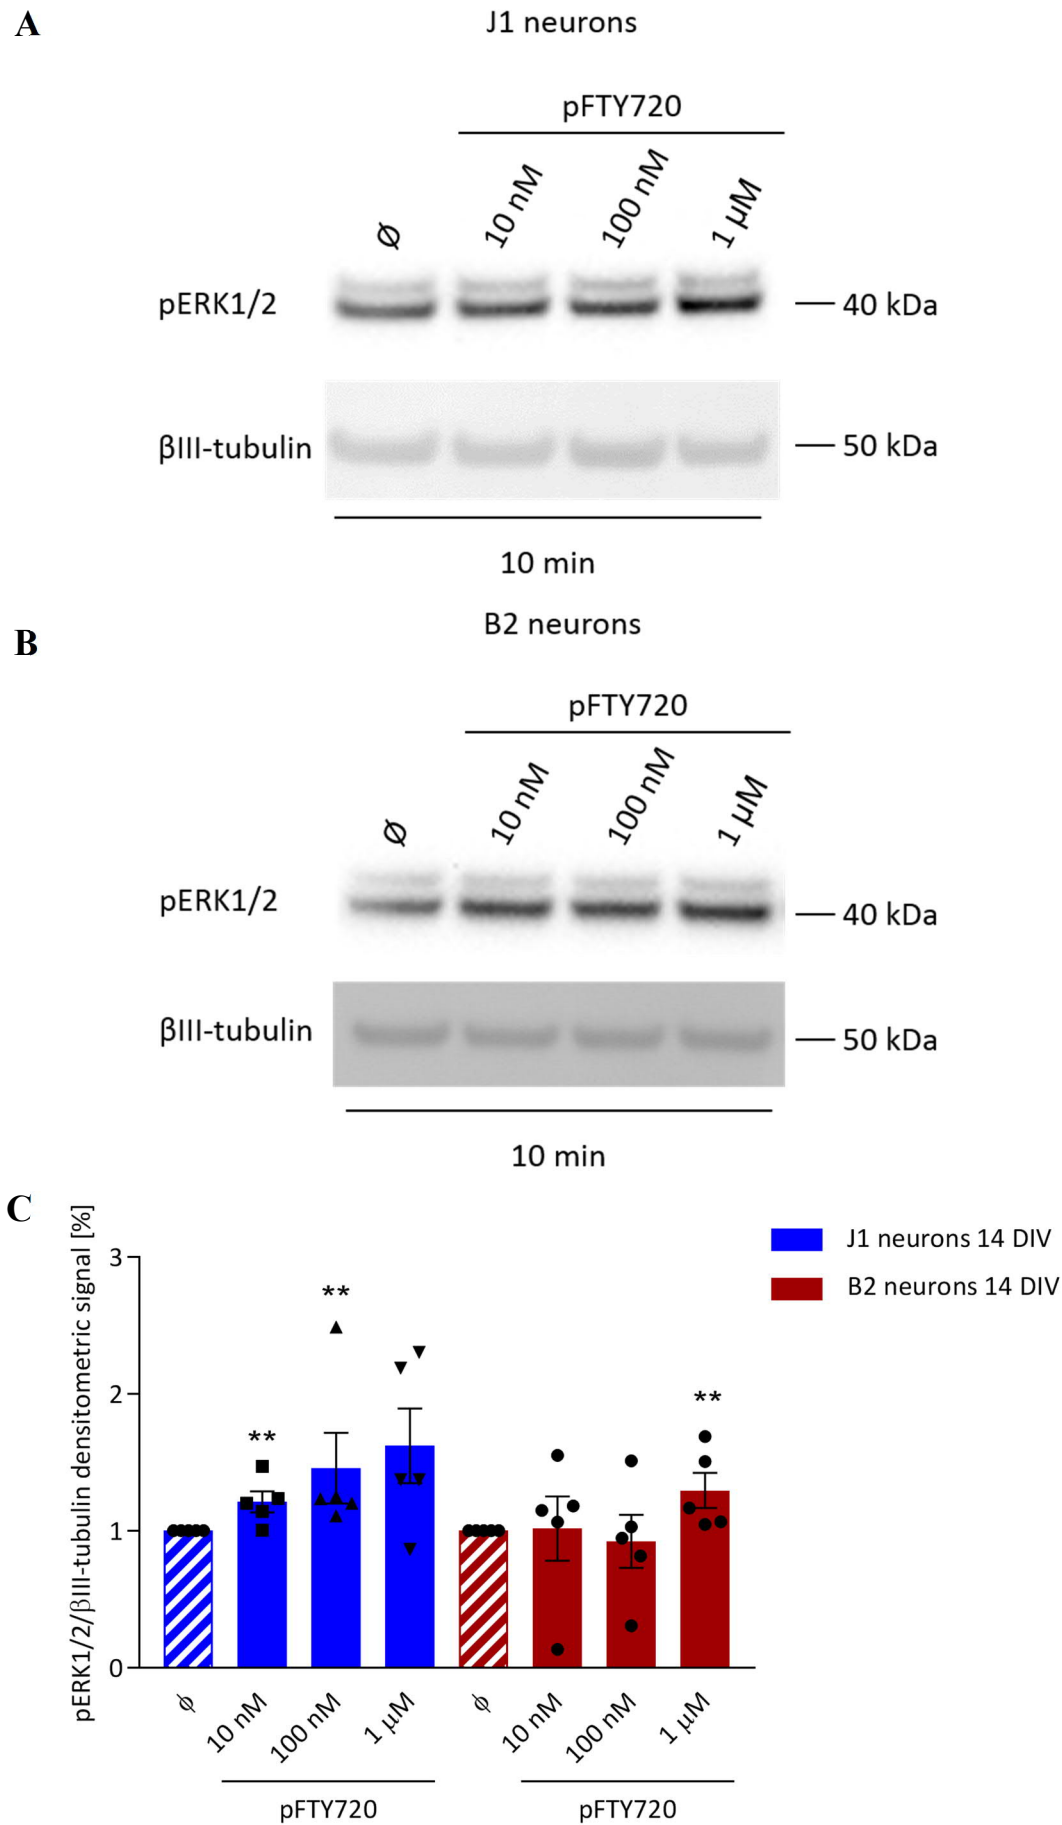 A
J1 neurons
pFTY720
Ø
10 nM
100 nM
1 µM
pERK1/2
40 kDa
βIII-tubulin
50 kDa
10 min
B
B2 neurons
pFTY720
Ø
10 nM
100 nM
1 µM
pERK1/2
40 kDa
βIII-tubulin
50 kDa
10 min
C
pERK1/2/βIII-tubulin densitometric signal [%]
3
2
1
0
**
**
**
J1 neurons 14 DIV
B2 neurons 14 DIV
ϕ
10 nM
100 nM
1 µM
ϕ
10 nM
100 nM
1 µM
pFTY720
pFTY720